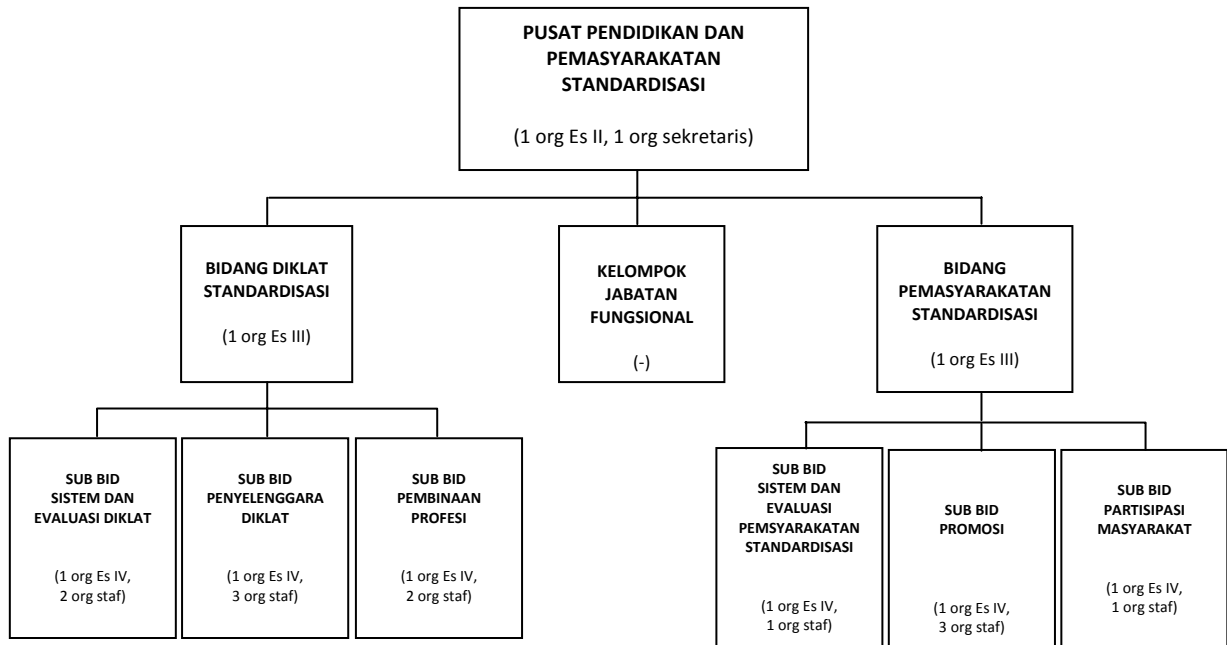 PUSAT PENDIDIKAN DAN
PEMASYARAKATAN
STANDARDISASI
(1 org Es II, 1 org sekretaris)
BIDANG DIKLAT
STANDARDISASI
(1 org Es III)
KELOMPOK
JABATAN
FUNGSIONAL
(-)
BIDANG
PEMASYARAKATAN
STANDARDISASI
(1 org Es III)
SUB BID
SISTEM DAN
EVALUASI DIKLAT
(1 org Es IV,
2 org staf)
SUB BID
PENYELENGGARA
DIKLAT
(1 org Es IV,
3 org staf)
SUB BID
PEMBINAAN
PROFESI
(1 org Es IV,
2 org staf)
SUB BID
SISTEM DAN
EVALUASI
PEMSYARAKATAN
STANDARDISASI
(1 org Es IV,
1 org staf)
SUB BID
PROMOSI
(1 org Es IV,
3 org staf)
SUB BID
PARTISIPASI
MASYARAKAT
(1 org Es IV,
1 org staf)